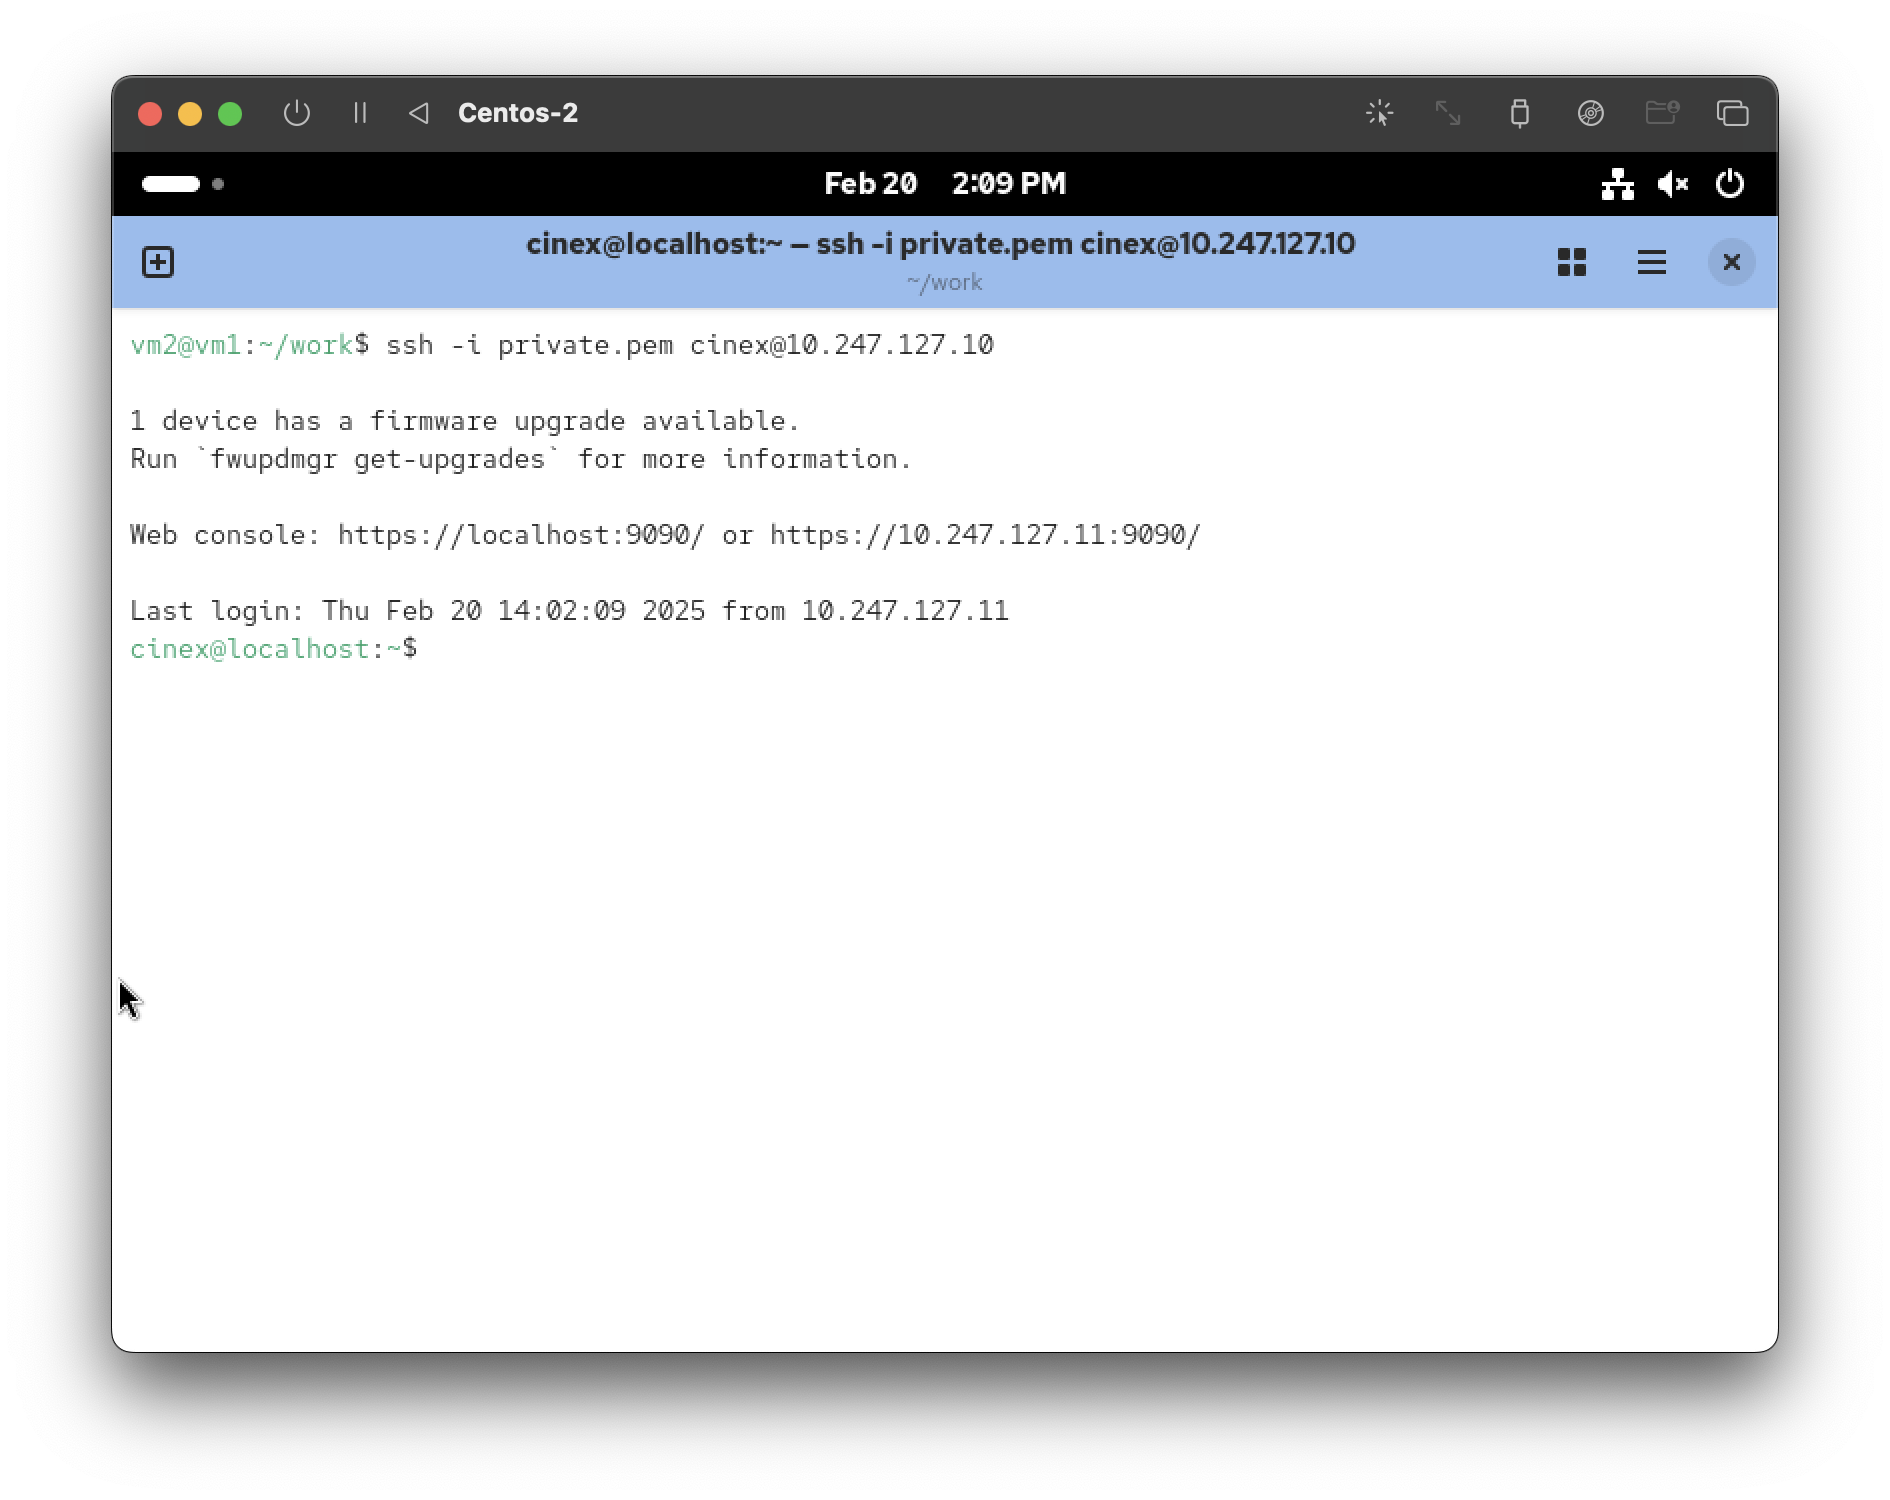 Centos-2
Feb 20 2:09 PM
cinex@localhost:~ — ssh -i private.pem cinex@10.247.127.10
~/work
vm2@vm1:~/work$ ssh -i private.pem cinex@10.247.127.10
1 device has a firmware upgrade available.
Run `fwupdmgr get-upgrades` for more information.
Web console: https://localhost:9090/ or https://10.247.127.11:9090/
Last login: Thu Feb 20 14:02:09 2025 from 10.247.127.11
cinex@localhost:~$